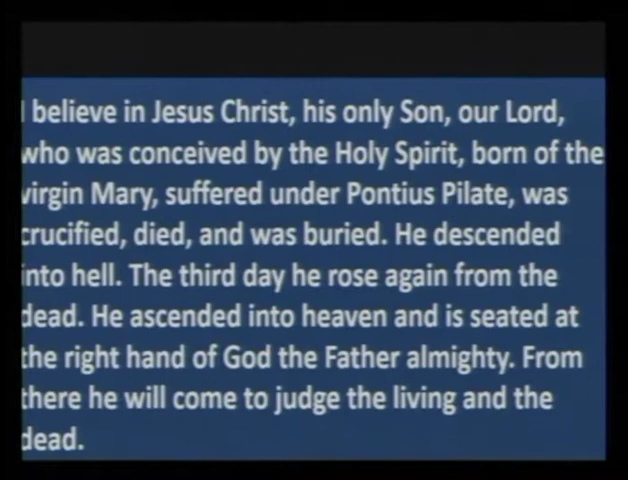 I believe in Jesus Christ, his only Son, our Lord,
who was conceived by the Holy Spirit, born of the
virgin Mary, suffered under Pontius Pilate, was
crucified, died, and was buried. He descended
into hell. The third day he rose again from the
dead. He ascended into heaven and is seated at
the right hand of God the Father almighty. From
there he will come to judge the living and the
dead.